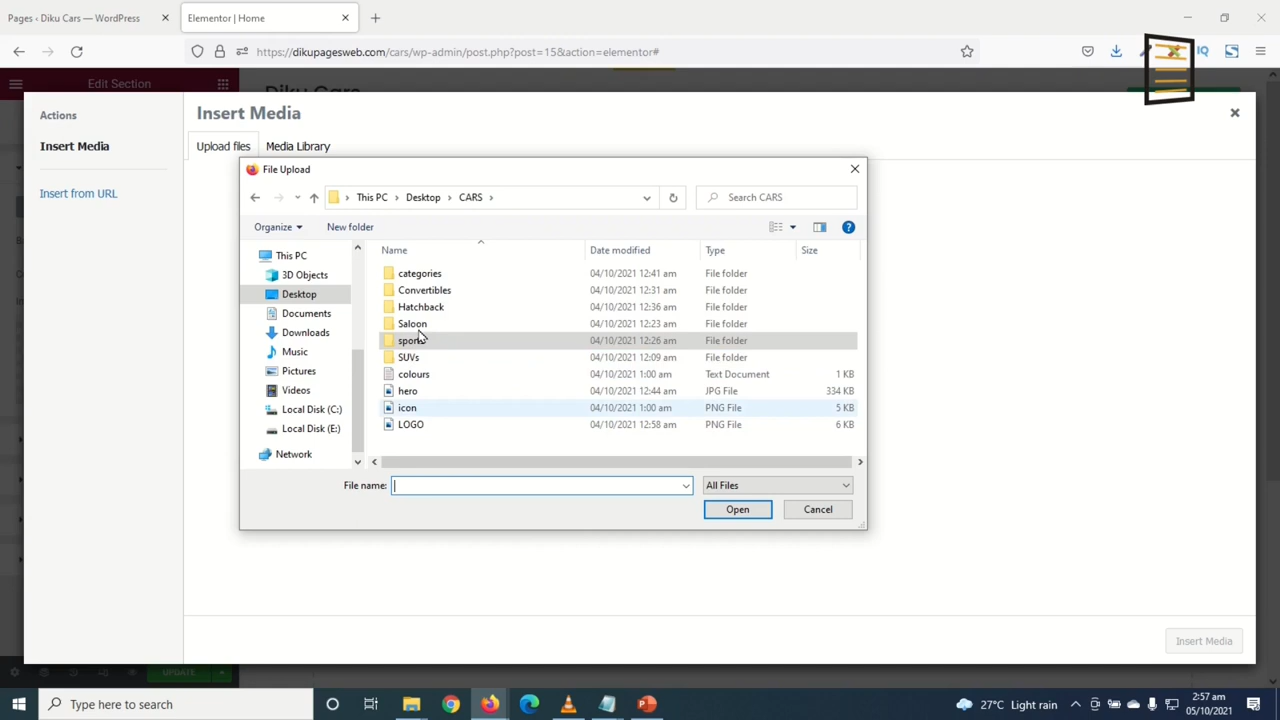 Pages ‹ Diku Cars — WordPress
Elementor | Home
https://dikupagesweb.com/cars/wp-admin/post.php?post=15&action=elementor#
IQ
Edit Section
Diku Cars
Actions
Insert Media
Insert from URL
Insert Media
Upload files
Media Library
File Upload
This PC
Desktop
CARS
Search CARS
Organize
New folder
Name
Date modified
Type
Size
This PC
3D Objects
Desktop
Documents
Downloads
Music
Pictures
Videos
Local Disk (C:)
Local Disk (E:)
Network
categories 04/10/2021 12:41 am File folder
Convertibles 04/10/2021 12:31 am File folder
Hatchback 04/10/2021 12:36 am File folder
Saloon 04/10/2021 12:23 am File folder
04/10/2021 12:26 am File folder
SUVs 04/10/2021 12:09 am File folder
colours 04/10/2021 1:00 am Text Document 1 KB
hero 04/10/2021 12:44 am JPG File 334 KB
icon 04/10/2021 1:00 am PNG File 5 KB
LOGO 04/10/2021 12:58 am PNG File 6 KB
File name:
All Files
Open
Cancel
Insert Media
UPDATE
Type here to search
27°C Light rain
2:57 am
05/10/2021